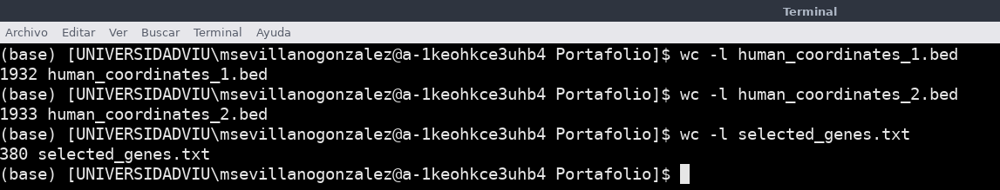 Terminal
Archivo Editar Ver Buscar Terminal Ayuda
(base) [UNIVERSIDADVIU\msevillanogonzalez@a-1keohkce3uhb4 Portafolio]$ wc -l human_coordinates_1.bed
1932 human_coordinates_1.bed
(base) [UNIVERSIDADVIU\msevillanogonzalez@a-1keohkce3uhb4 Portafolio]$ wc -l human_coordinates_2.bed
1933 human_coordinates_2.bed
(base) [UNIVERSIDADVIU\msevillanogonzalez@a-1keohkce3uhb4 Portafolio]$ wc -l selected_genes.txt
380 selected_genes.txt
(base) [UNIVERSIDADVIU\msevillanogonzalez@a-1keohkce3uhb4 Portafolio]$